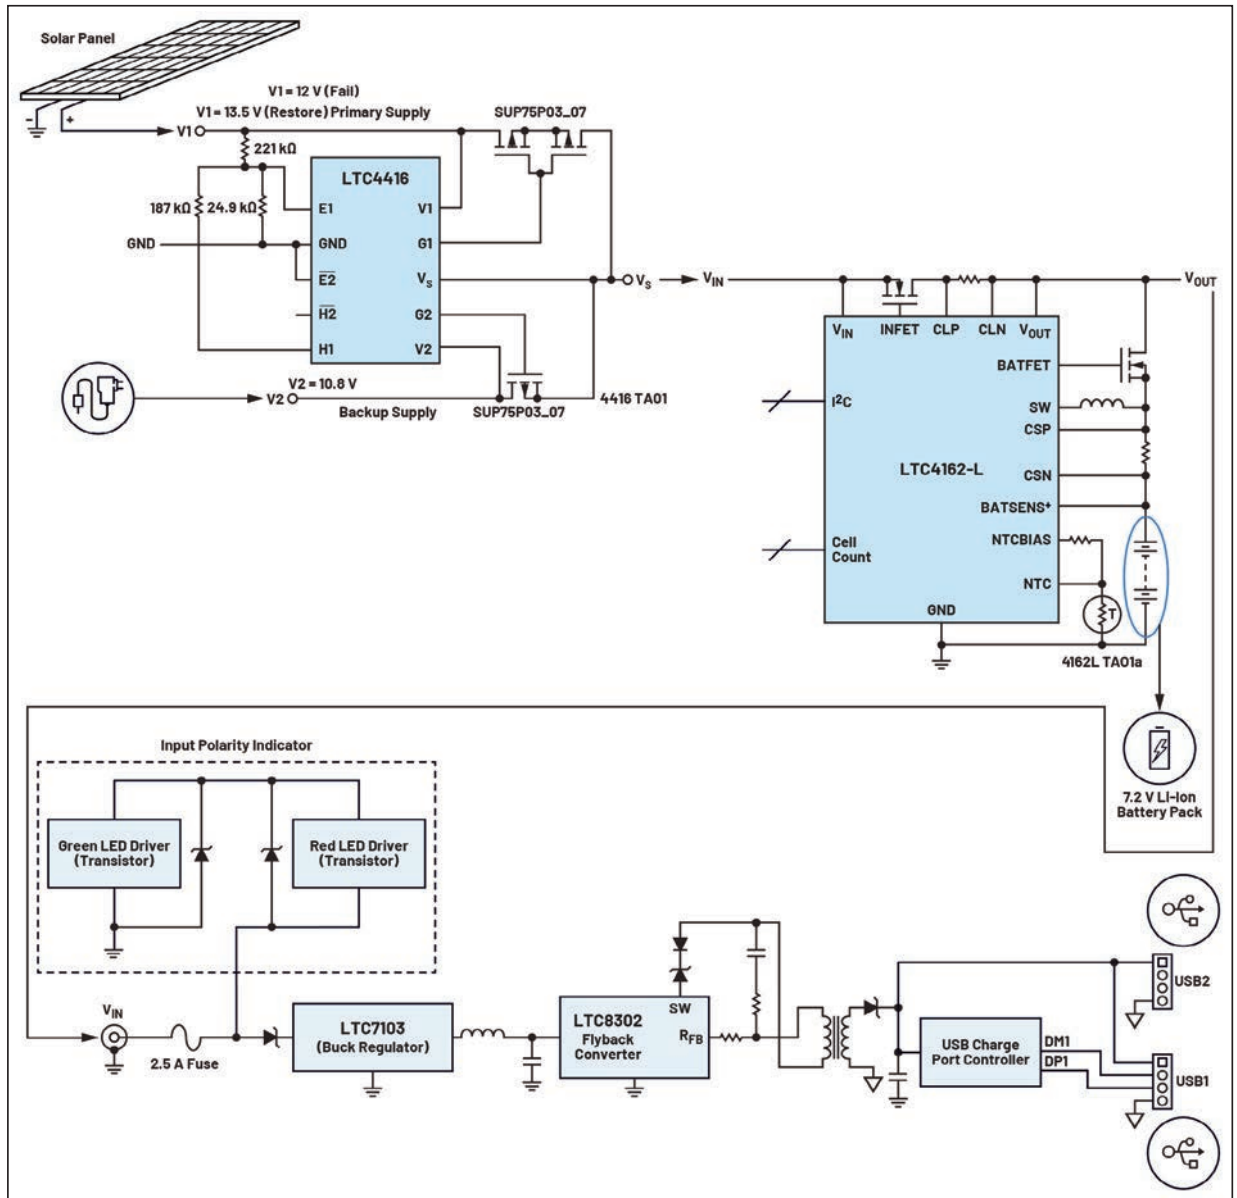 Solar Panel
V1 = 12 V (Fail)
V1 = 13.5 V (Restore) Primary Supply
SUP75P03_07
-
+
V1
221 kΩ
LTC4416
187 kΩ
24.9 kΩ
E1
V1
GND
GND
G1
E2
VS
VS
VIN
VOUT
H2
G2
H1
V2
V2 = 10.8 V
V2
Backup Supply
SUP75P03_07
4416 TA01
VIN
INFET
CLP
CLN
VOUT
BATFET
I²C
SW
CSP
LTC4162-L
CSN
BATSENS+
Cell
Count
NTCBIAS
NTC
GND
T
4162L TA01a
7.2 V Li-Ion
Battery Pack
Input Polarity Indicator
Green LED Driver
(Transistor)
Red LED Driver
(Transistor)
VIN
2.5 A Fuse
LTC7103
(Buck Regulator)
LTC8302
Flyback
Converter
SW
RFB
USB Charge
Port Controller
DM1
DP1
USB2
USB1